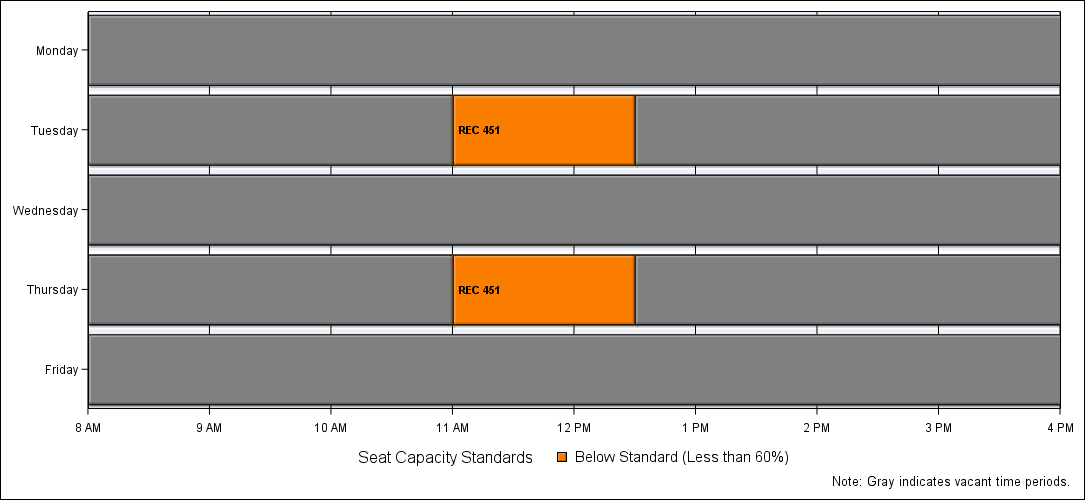 Monday
Tuesday
REC 451
Wednesday
Thursday
REC 451
Friday
8 AM 9 AM 10 AM 11 AM 12 PM 1 PM 2 PM 3 PM 4 PM
Seat Capacity Standards Below Standard (Less than 60%)
Note: Gray indicates vacant time periods.